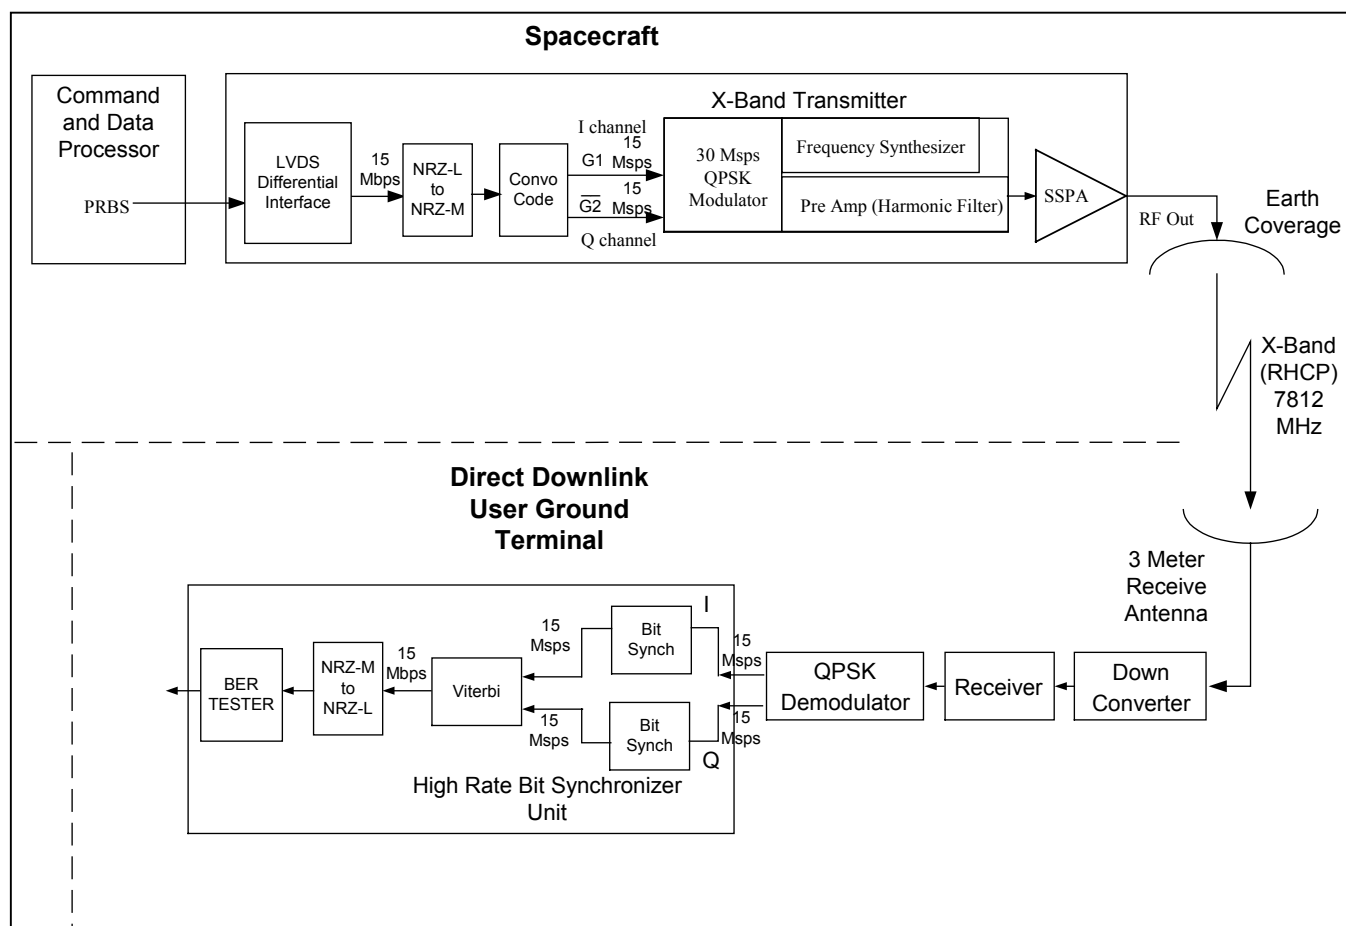 Spacecraft
Command
and Data
Processor
PRBS
X-Band Transmitter
LVDS
Differential
Interface
15
Mbps
NRZ-L
to
NRZ-M
Convo
Code
I channel
G1
15
Msps
G2
15
Msps
Q channel
30 Msps
QPSK
Modulator
Frequency Synthesizer
Pre Amp (Harmonic Filter)
SSPA
RF Out
Earth
Coverage
X-Band
(RHCP)
7812
MHz
Direct Downlink
User Ground
Terminal
3 Meter
Receive
Antenna
BER
TESTER
NRZ-M
to
NRZ-L
15
Mbps
Viterbi
15
Msps
15
Msps
Bit
Synch
I
Bit
Synch
Q
15
Msps
15
Msps
QPSK
Demodulator
Receiver
Down
Converter
High Rate Bit Synchronizer
Unit